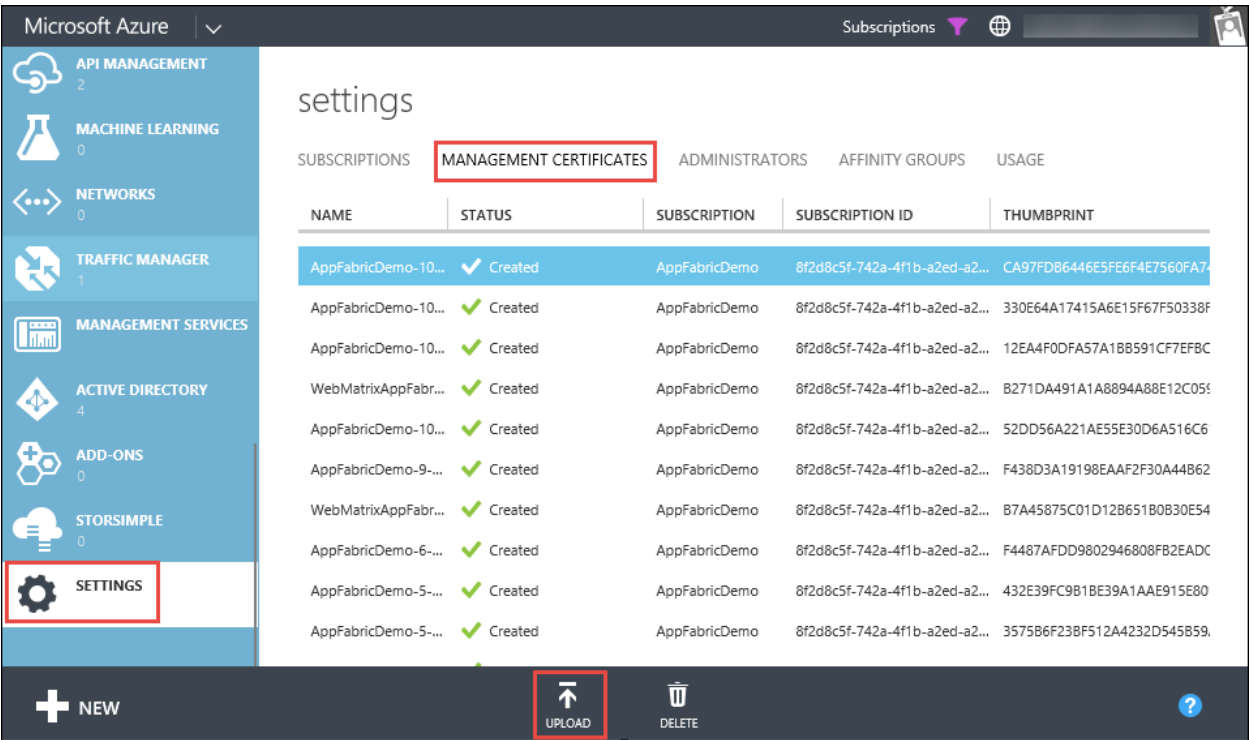 Microsoft Azure
Subscriptions
API MANAGEMENT
2
MACHINE LEARNING
0
NETWORKS
0
TRAFFIC MANAGER
1
MANAGEMENT SERVICES
ACTIVE DIRECTORY
4
ADD-ONS
0
STORSIMPLE
0
SETTINGS
settings
SUBSCRIPTIONS MANAGEMENT CERTIFICATES ADMINISTRATORS AFFINITY GROUPS USAGE
NAME STATUS SUBSCRIPTION SUBSCRIPTION ID THUMBPRINT
AppFabricDemo-10... Created AppFabricDemo 8f2d8c5f-742a-4f1b-a2ed-a2... CA97FDB6446E5FE6F4E7560FA74
AppFabricDemo-10... Created AppFabricDemo 8f2d8c5f-742a-4f1b-a2ed-a2... 330E64A17415A6E15F67F50338F
AppFabricDemo-10... Created AppFabricDemo 8f2d8c5f-742a-4f1b-a2ed-a2... 12EA4F0DFA57A1BB591CF7EFBC
WebMatrixAppFabr... Created AppFabricDemo 8f2d8c5f-742a-4f1b-a2ed-a2... B271DA491A1A8894A88E12C059
AppFabricDemo-10... Created AppFabricDemo 8f2d8c5f-742a-4f1b-a2ed-a2... 52DD56A221AE55E30D6A516C6
AppFabricDemo-9-... Created AppFabricDemo 8f2d8c5f-742a-4f1b-a2ed-a2... F438D3A19198EAAF2F30A44B62
WebMatrixAppFabr... Created AppFabricDemo 8f2d8c5f-742a-4f1b-a2ed-a2... B7A45875C01D12B651B0B30E54
AppFabricDemo-6-... Created AppFabricDemo 8f2d8c5f-742a-4f1b-a2ed-a2... F4487AFDD9802946808FB2EAD0
AppFabricDemo-5-... Created AppFabricDemo 8f2d8c5f-742a-4f1b-a2ed-a2... 432E39FC9B1BE39A1AAE915E80
AppFabricDemo-5-... Created AppFabricDemo 8f2d8c5f-742a-4f1b-a2ed-a2... 3575B6F23BF512A4232D545B59
NEW
UPLOAD
DELETE
?